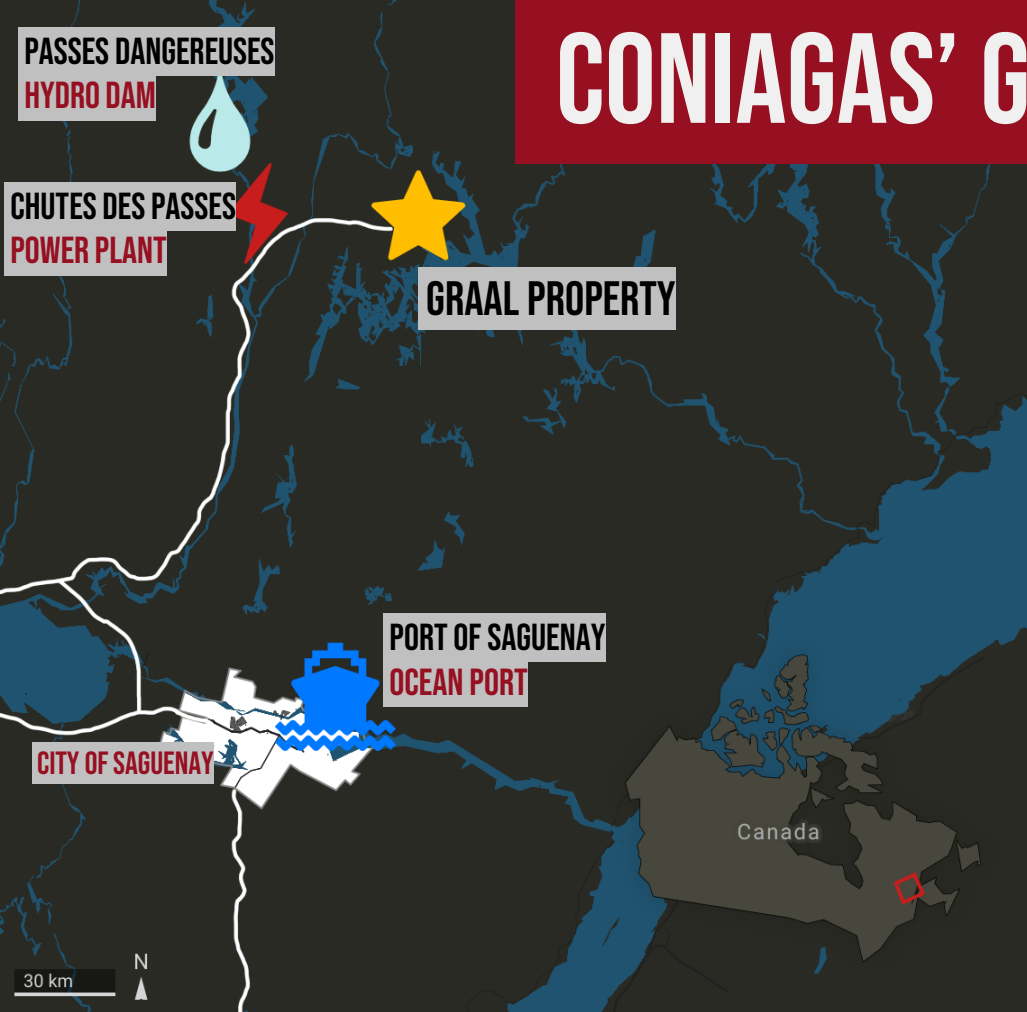 PASSES DANGEREUSES
HYDRO DAM
CONIAGAS' G
CHUTES DES PASSES
POWER PLANT
GRAAL PROPERTY
PORT OF SAGUENAY
OCEAN PORT
CITY OF SAGUENAY
Canada
30 km
N